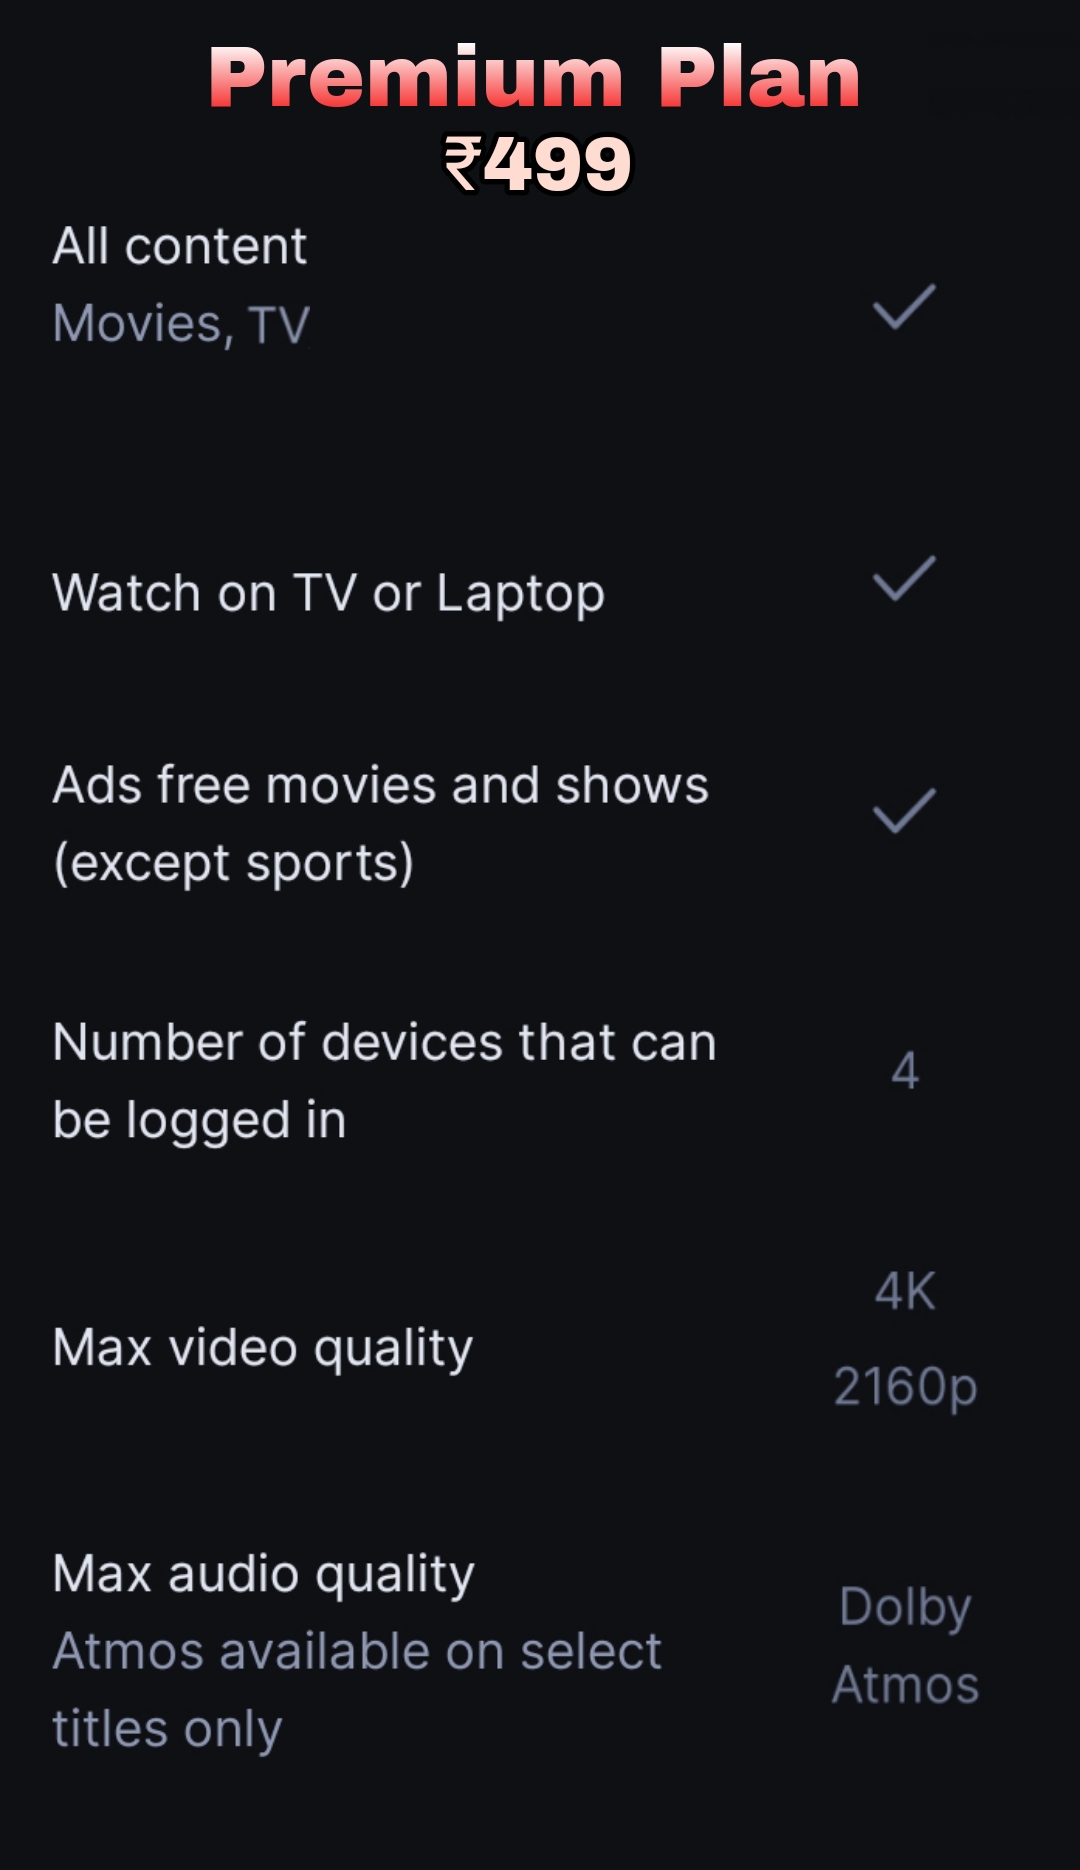 Premium Plan
₹499
All content
Movies, TV
Watch on TV or Laptop
Ads free movies and shows
(except sports)
Number of devices that can
be logged in
4
Max video quality
4K
2160p
Max audio quality
Atmos available on select
titles only
Dolby
Atmos